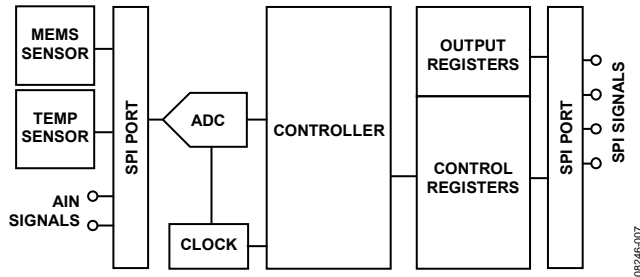 MEMS
SENSOR
TEMP
SENSOR
AIN
SIGNALS
SPI PORT
ADC
CLOCK
CONTROLLER
OUTPUT
REGISTERS
CONTROL
REGISTERS
SPI PORT
SPI SIGNALS
08246-007